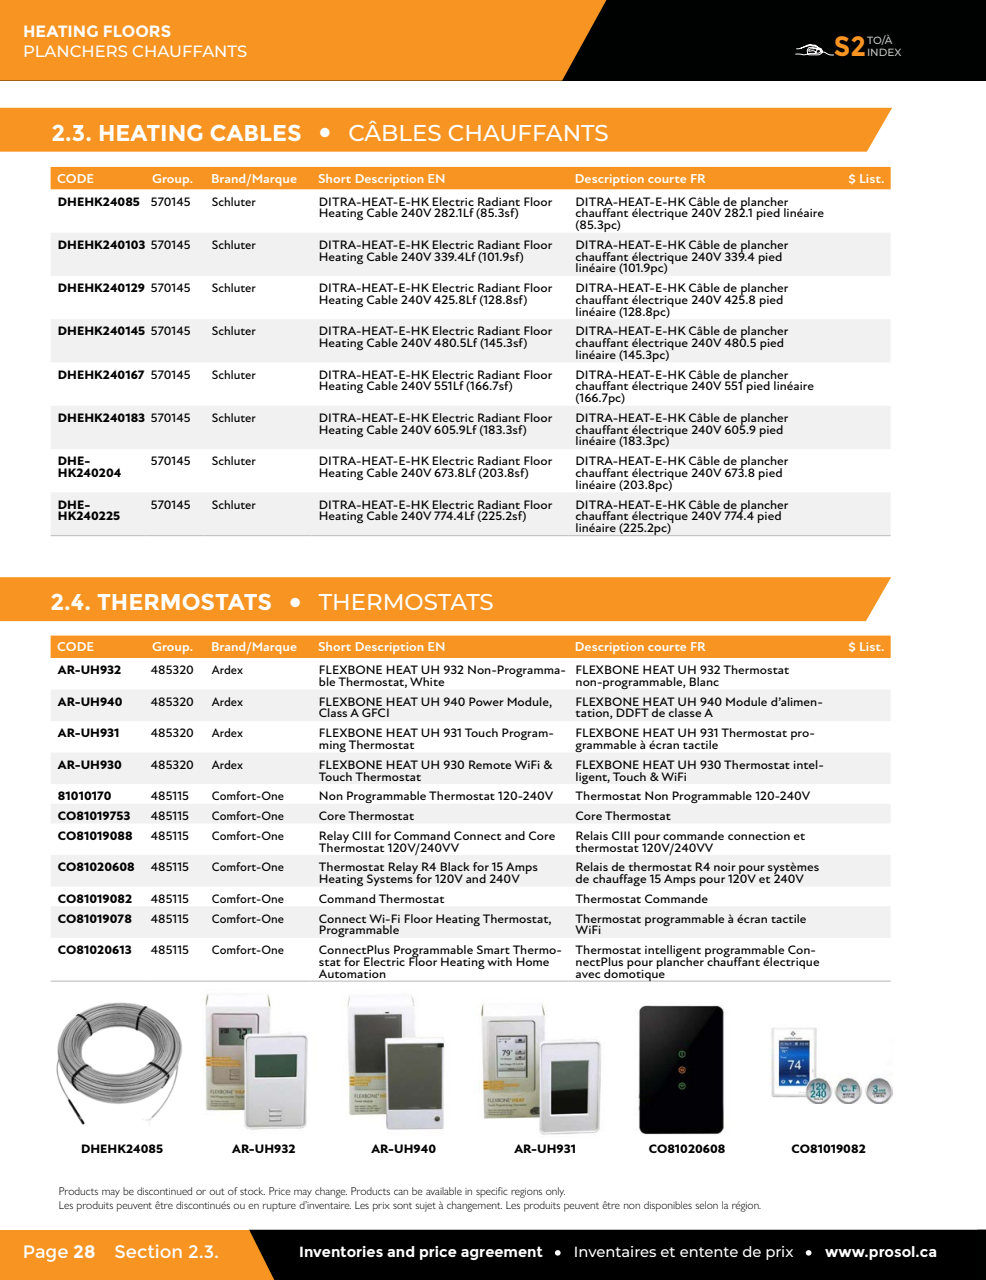 HEATING FLOORS
PLANCHERS CHAUFFANTS
S2 TO/À INDEX
2.3. HEATING CABLES • CÂBLES CHAUFFANTS
CODE Group. Brand/Marque Short Description EN Description courte FR $ List.
DHEHK24085 570145 Schluter DITRA-HEAT-E-HK Electric Radiant Floor DITRA-HEAT-E-HK Câble de plancher
Heating Cable 240V 282.1Lf (85.3sf) chauffant électrique 240V 282.1 pied linéaire
(85.3pc)
DHEHK240103 570145 Schluter DITRA-HEAT-E-HK Electric Radiant Floor DITRA-HEAT-E-HK Câble de plancher
Heating Cable 240V 339.4Lf (101.9sf) chauffant électrique 240V 339.4 pied
linéaire (101.9pc)
DHEHK240129 570145 Schluter DITRA-HEAT-E-HK Electric Radiant Floor DITRA-HEAT-E-HK Câble de plancher
Heating Cable 240V 425.8Lf (128.8sf) chauffant électrique 240V 425.8 pied
linéaire (128.8pc)
DHEHK240145 570145 Schluter DITRA-HEAT-E-HK Electric Radiant Floor DITRA-HEAT-E-HK Câble de plancher
Heating Cable 240V 480.5Lf (145.3sf) chauffant électrique 240V 480.5 pied
linéaire (145.3pc)
DHEHK240167 570145 Schluter DITRA-HEAT-E-HK Electric Radiant Floor DITRA-HEAT-E-HK Câble de plancher
Heating Cable 240V 551Lf (166.7sf) chauffant électrique 240V 551 pied linéaire
(166.7pc)
DHEHK240183 570145 Schluter DITRA-HEAT-E-HK Electric Radiant Floor DITRA-HEAT-E-HK Câble de plancher
Heating Cable 240V 605.9Lf (183.3sf) chauffant électrique 240V 605.9 pied
linéaire (183.3pc)
DHE- 570145 Schluter DITRA-HEAT-E-HK Electric Radiant Floor DITRA-HEAT-E-HK Câble de plancher
HK240204 Heating Cable 240V 673.8Lf (203.8sf) chauffant électrique 240V 673.8 pied
linéaire (203.8pc)
DHE- 570145 Schluter DITRA-HEAT-E-HK Electric Radiant Floor DITRA-HEAT-E-HK Câble de plancher
HK240225 Heating Cable 240V 774.4Lf (225.2sf) chauffant électrique 240V 774.4 pied
linéaire (225.2pc)
2.4. THERMOSTATS • THERMOSTATS
CODE Group. Brand/Marque Short Description EN Description courte FR $ List.
AR-UH932 485320 Ardex FLEXBONE HEAT UH 932 Non-Programma- FLEXBONE HEAT UH 932 Thermostat
ble Thermostat, White non-programmable, Blanc
AR-UH940 485320 Ardex FLEXBONE HEAT UH 940 Power Module, FLEXBONE HEAT UH 940 Module d'alimen-
Class A GFCI tation, DDFT de classe A
AR-UH931 485320 Ardex FLEXBONE HEAT UH 931 Touch Program- FLEXBONE HEAT UH 931 Thermostat pro-
ming Thermostat grammable à écran tactile
AR-UH930 485320 Ardex FLEXBONE HEAT UH 930 Remote WiFi & FLEXBONE HEAT UH 930 Thermostat intel-
Touch Thermostat ligent, Touch & WiFi
81010170 485115 Comfort-One Non Programmable Thermostat 120-240V Thermostat Non Programmable 120-240V
CO81019753 485115 Comfort-One Core Thermostat Core Thermostat
CO81019088 485115 Comfort-One Relay CIII for Command Connect and Core Relais CIII pour commande connection et
Thermostat 120V/240VV thermostat 120V/240VV
CO81020608 485115 Comfort-One Thermostat Relay R4 Black for 15 Amps Relais de thermostat R4 noir pour systèmes
Heating Systems for 120V and 240V de chauffage 15 Amps pour 120V et 240V
CO81019082 485115 Comfort-One Command Thermostat Thermostat Commande
CO81019078 485115 Comfort-One Connect Wi-Fi Floor Heating Thermostat, Thermostat programmable à écran tactile
Programmable WiFi
CO81020613 485115 Comfort-One ConnectPlus Programmable Smart Thermo- Thermostat intelligent programmable Con-
stat for Electric Floor Heating with Home nectPlus pour plancher chauffant électrique
Automation avec domotique
FLEXBONE HEAT
FLEXBONE HEAT
79°
FLEXBONE HEAT
74°
120 240
C F
3
DHEHK24085 AR-UH932 AR-UH940 AR-UH931 CO81020608 CO81019082
Products may be discontinued or out of stock. Price may change. Products can be available in specific regions only.
Les produits peuvent être discontinués ou en rupture d'inventaire. Les prix sont sujet à changement. Les produits peuvent être non disponibles selon la région.
Page 28 Section 2.3. Inventories and price agreement • Inventaires et entente de prix • www.prosol.ca